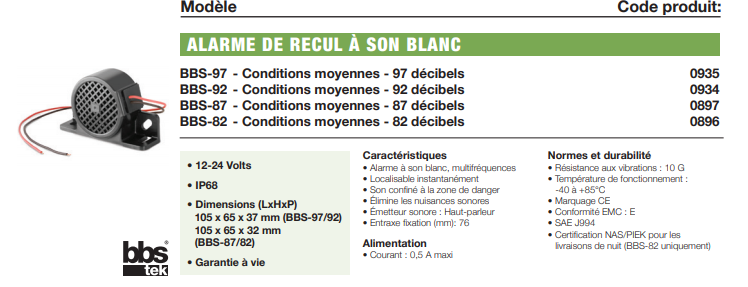 Modèle Code produit:
ALARME DE RECUL À SON BLANC
BBS-97 - Conditions moyennes - 97 décibels 0935
BBS-92 - Conditions moyennes - 92 décibels 0934
BBS-87 - Conditions moyennes - 87 décibels 0897
BBS-82 - Conditions moyennes - 82 décibels 0896
• 12-24 Volts
• IP68
• Dimensions (LxHxP)
105 x 65 x 37 mm (BBS-97/92)
105 x 65 x 32 mm
(BBS-87/82)
• Garantie à vie
Caractéristiques
• Alarme à son blanc, multifréquences
• Localisable instantanément
• Son confiné à la zone de danger
• Élimine les nuisances sonores
• Émetteur sonore : Haut-parleur
• Entraxe fixation (mm): 76
Alimentation
• Courant : 0,5 A maxi
Normes et durabilité
• Résistance aux vibrations : 10 G
• Température de fonctionnement :
-40 à +85°C
• Marquage CE
• Conformité EMC : E
• SAE J994
• Certification NAS/PIEK pour les
livraisons de nuit (BBS-82 uniquement)
bbs®
tek